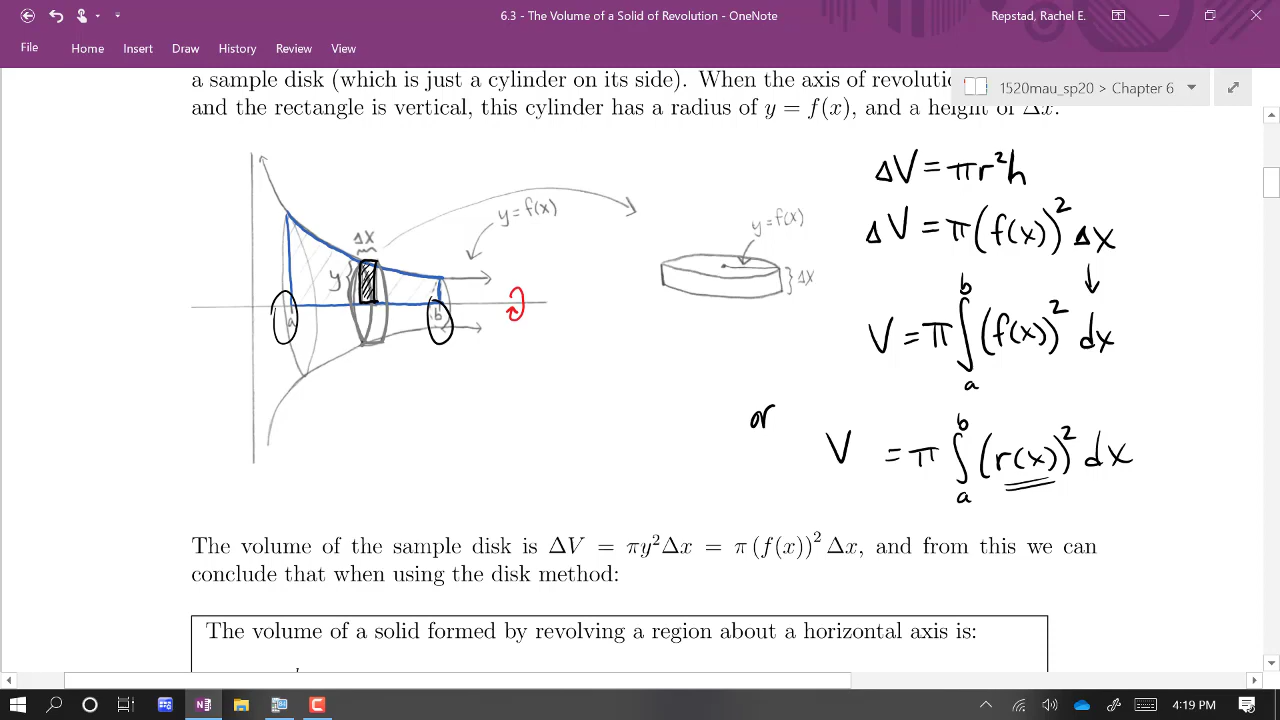 6.3 - The Volume of a Solid of Revolution - OneNote
Repstad, Rachel E.
File Home Insert Draw History Review View
1520mau_sp20 > Chapter 6
a sample disk (which is just a cylinder on its side). When the axis of revolution
and the rectangle is vertical, this cylinder has a radius of y = f(x), and a height of Δx.
ΔV = πr²h
y = f(x)
y = f(x)
ΔV = π(f(x))² Δx
Δx
y
Δx
a
b
V = π ∫_a^b (f(x))² dx
or
V = π ∫_a^b (r(x))² dx
The volume of the sample disk is ΔV = πy²Δx = π (f(x))² Δx, and from this we can
conclude that when using the disk method:
The volume of a solid formed by revolving a region about a horizontal axis is:
4:19 PM